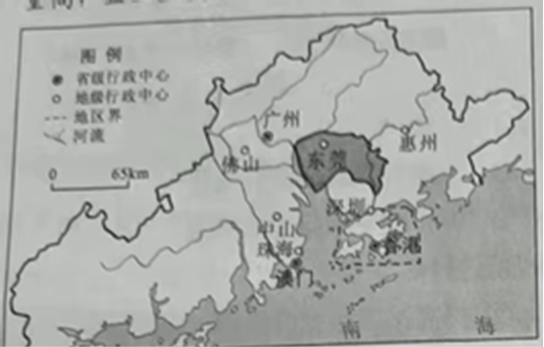 图例
省级行政中心
地级行政中心
地区界
河流
0 65km
广州
惠州
佛山
东莞
深圳
中山
珠海
香港
澳门
南海